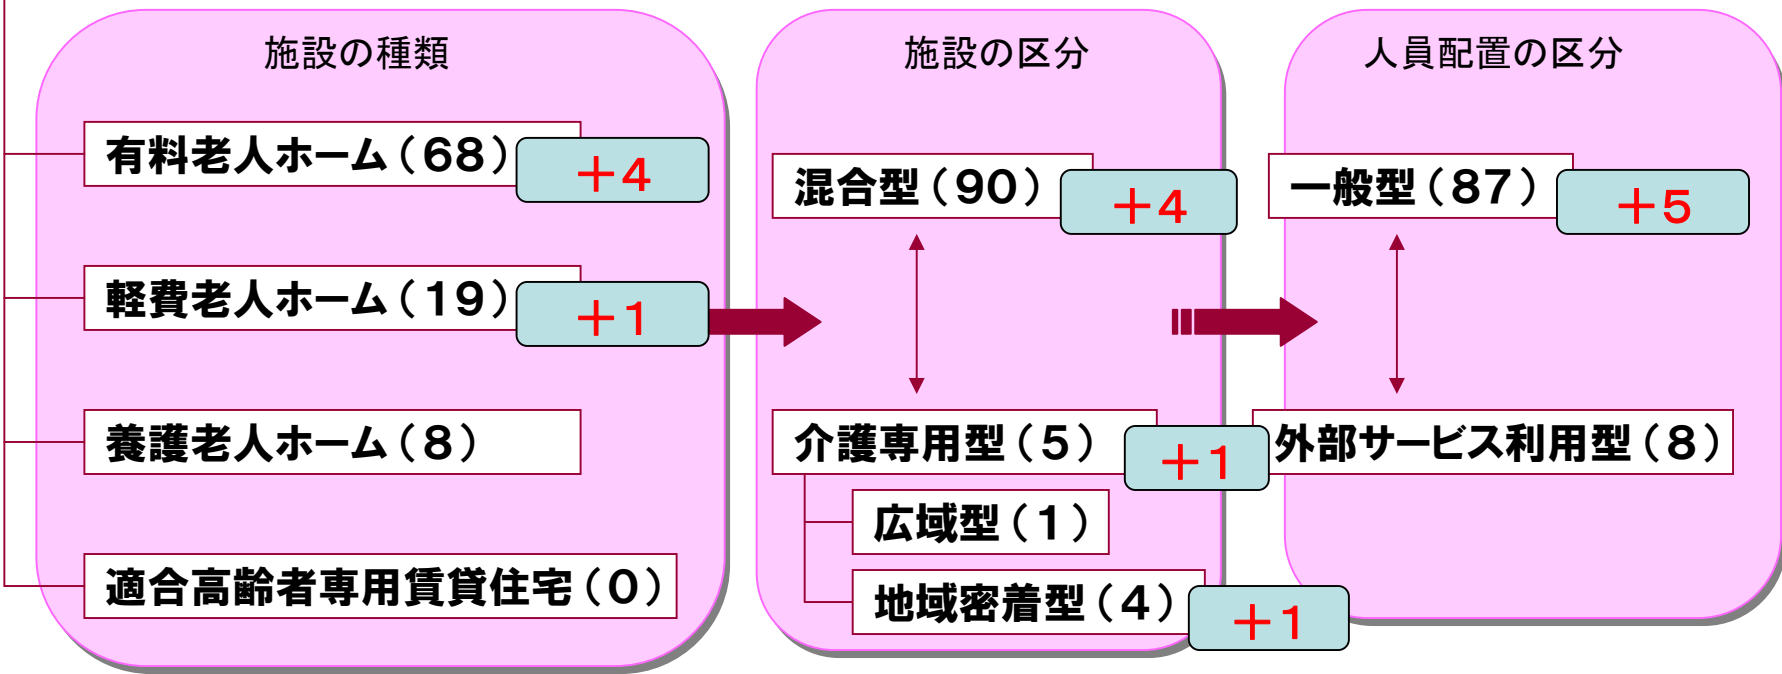 施設の種類
有料老人ホーム（68）
＋4
軽費老人ホーム（19）
＋1
養護老人ホーム（8）
適合高齢者専用賃貸住宅（0）
施設の区分
混合型（90）
＋4
介護専用型（5）
＋1
広域型（1）
地域密着型（4）
＋1
人員配置の区分
一般型（87）
＋5
外部サービス利用型（8）